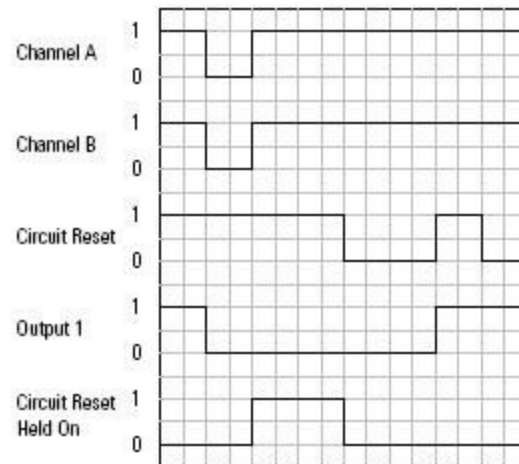 Channel A
1
0
Channel B
1
0
Circuit Reset
1
0
Output 1
1
0
Circuit Reset
Held On
1
0